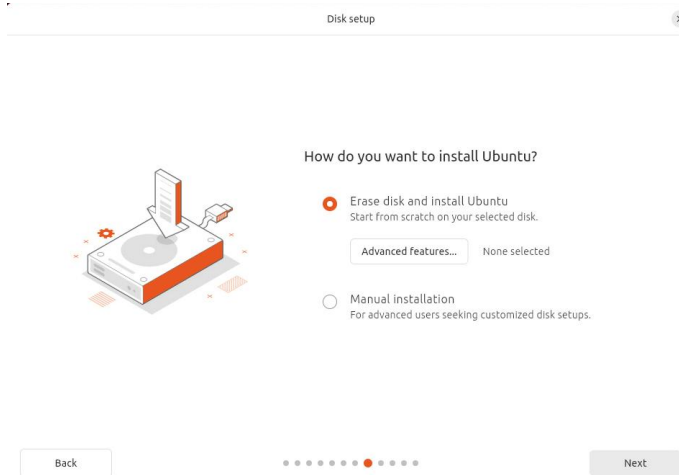 Disk setup
How do you want to install Ubuntu?
Erase disk and install Ubuntu
Start from scratch on your selected disk.
Advanced features... None selected
Manual installation
For advanced users seeking customized disk setups.
Back Next